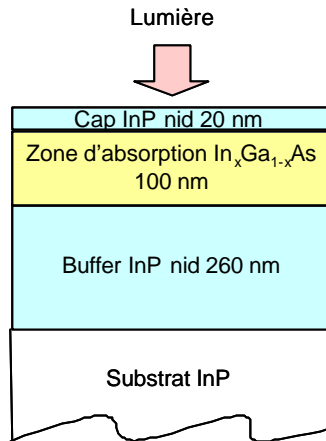 Lumière
Cap InP nid 20 nm
Zone d'absorption InₓGa₁₋ₓAs
100 nm
Buffer InP nid 260 nm
Substrat InP